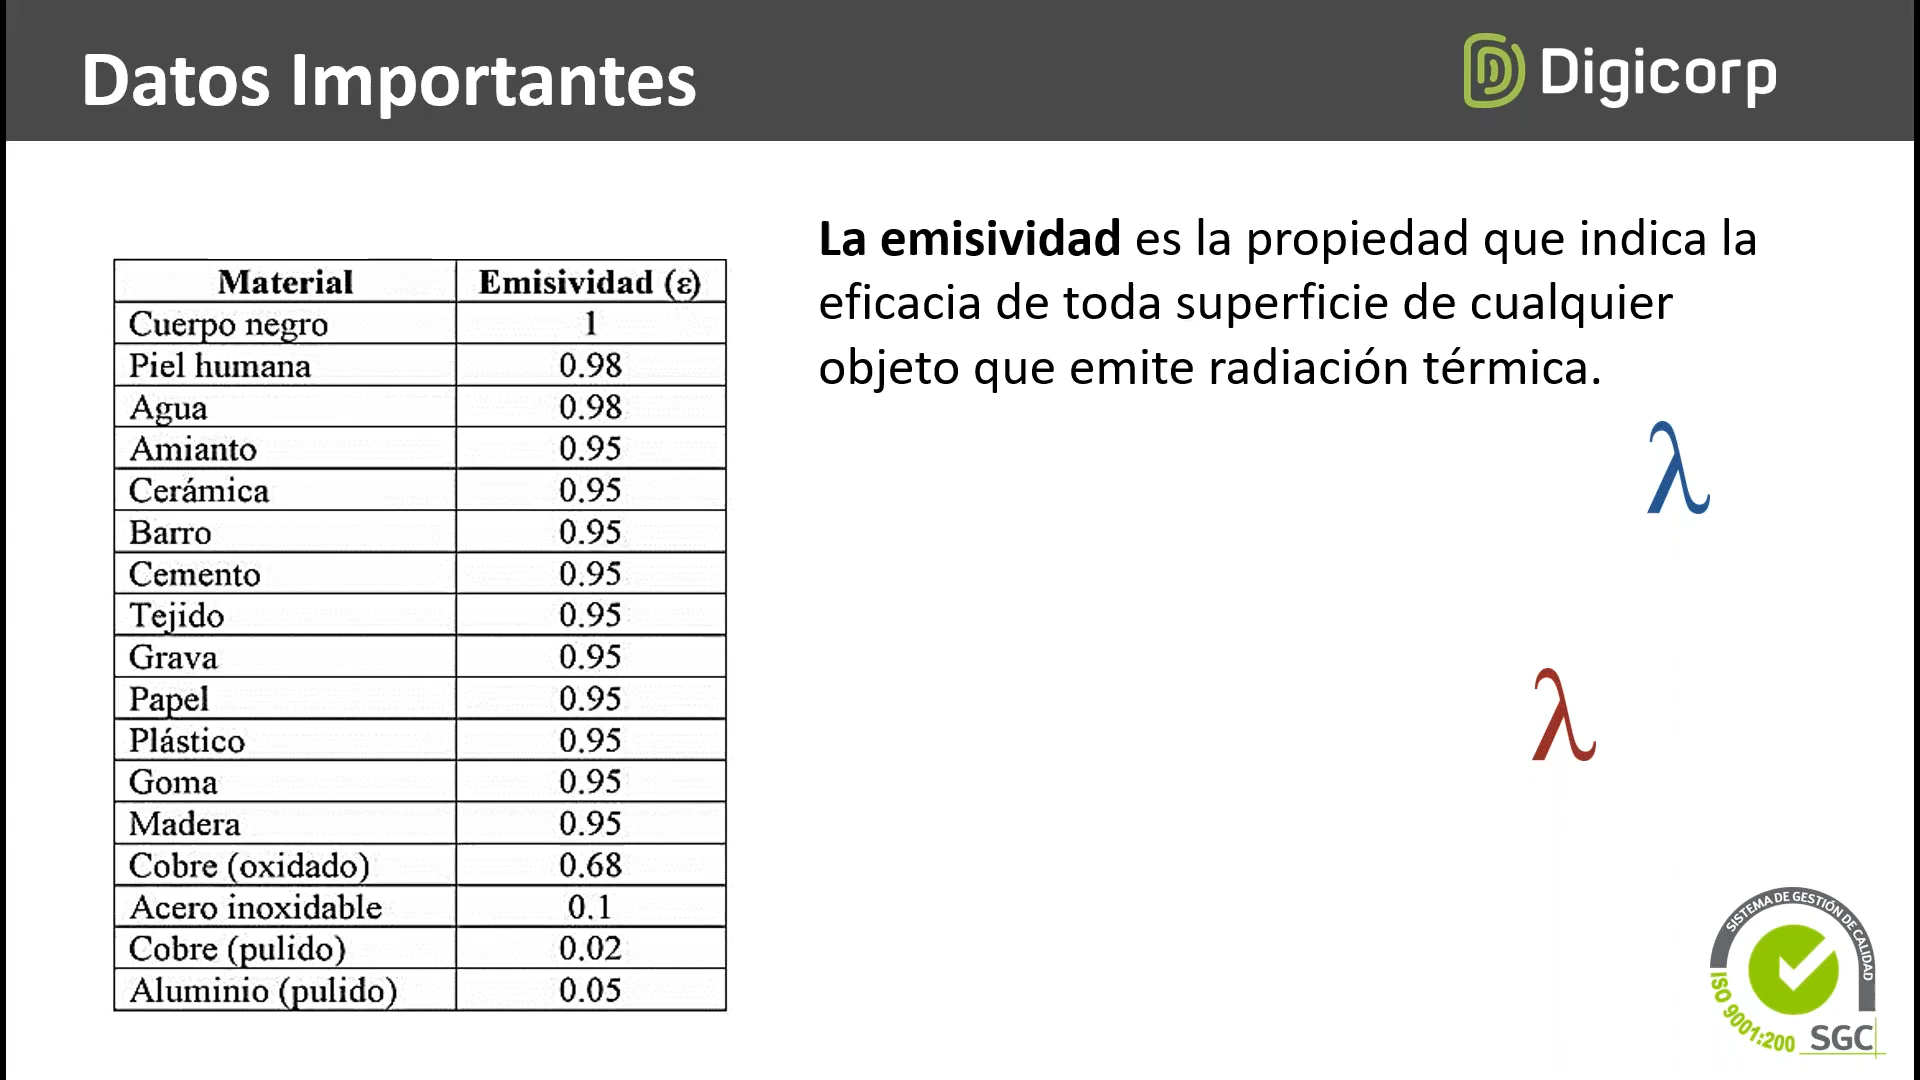 Datos Importantes
Digicorp
La emisividad es la propiedad que indica la
eficacia de toda superficie de cualquier
objeto que emite radiación térmica.
Material Emisividad (ε)
Cuerpo negro 1
Piel humana 0.98
Agua 0.98
Amianto 0.95
Cerámica 0.95
Barro 0.95
Cemento 0.95
Tejido 0.95
Grava 0.95
Papel 0.95
Plástico 0.95
Goma 0.95
Madera 0.95
Cobre (oxidado) 0.68
Acero inoxidable 0.1
Cobre (pulido) 0.02
Aluminio (pulido) 0.05
λ
λ
SISTEMA DE GESTIÓN DE CALIDAD
ISO 9001:200
SGC